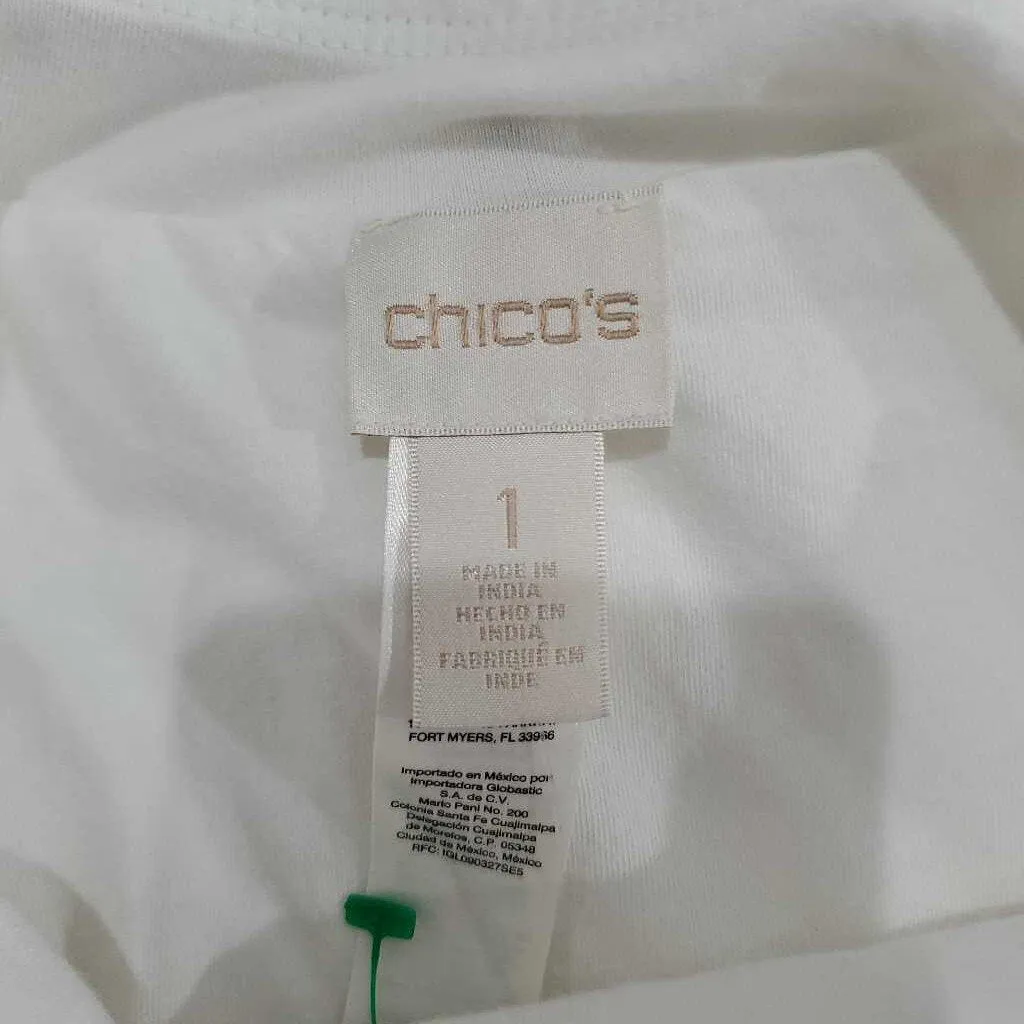 chico's
1
MADE IN
INDIA
HECHO EN
INDIA
FABRIQUÉ EN
INDE
FORT MYERS, FL 33966
Importado en México por
Importadora Globastic
S.A. de C.V.
Mario Pani No. 200
Colonia Santa Fe Cuajimalpa
Delegación Cuajimalpa
de Morelos, C.P. 05348
Ciudad de México, México
RFC: IGL090327SE5